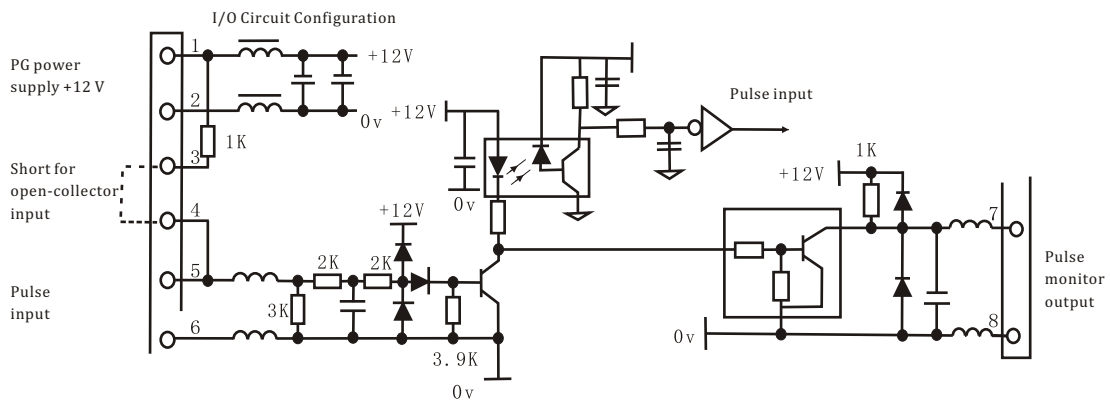 I/O Circuit Configuration
PG power
supply +12 V
1
+12V
2
0v
+12V
Pulse input
1K
3
Short for
open-collector
input
0v
1K
+12V
4
+12V
7
5
2K
2K
Pulse
monitor
output
Pulse
input
3K
6
8
0v
3.9K
0v